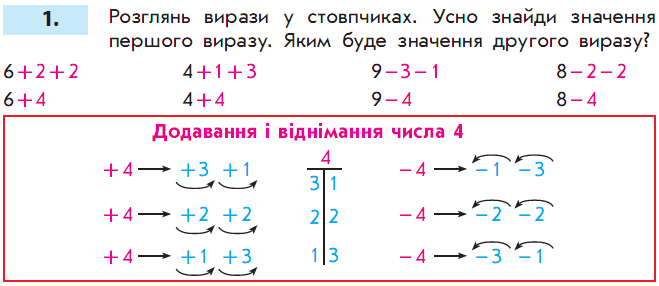 1. Розглянь вирази у стовпчиках. Усно знайди значення
першого виразу. Яким буде значення другого виразу?
6+2+2 4+1+3 9−3−1 8−2−2
6+4 4+4 9−4 8−4
Додавання і віднімання числа 4
4
+4 → +3 +1 3 1 −4 → −1 −3
+4 → +2 +2 2 2 −4 → −2 −2
+4 → +1 +3 1 3 −4 → −3 −1